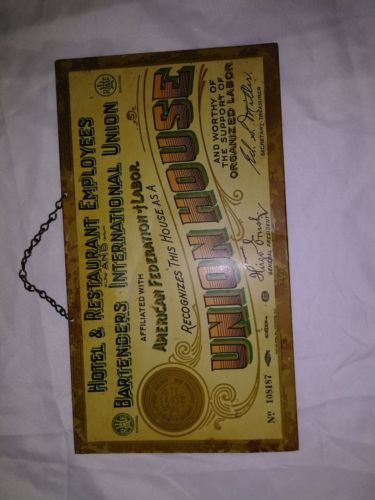 HOTEL & RESTAURANT EMPLOYEES
AND
BARTENDERS INTERNATIONAL UNION
AFFILIATED WITH
AMERICAN FEDERATION of LABOR
RECOGNIZES THIS HOUSE AS A
UNION HOUSE
AND WORTHY OF
THE SUPPORT OF
ORGANIZED LABOR
GENERAL PRESIDENT
SECRETARY TREASURER
No 108487